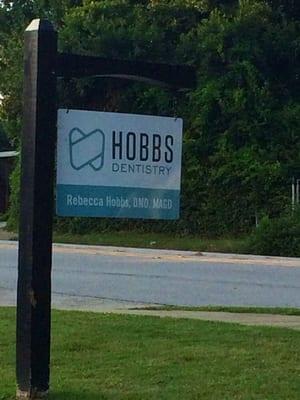 HOBBS
DENTISTRY
Rebecca Hobbs, DMD, MAGD